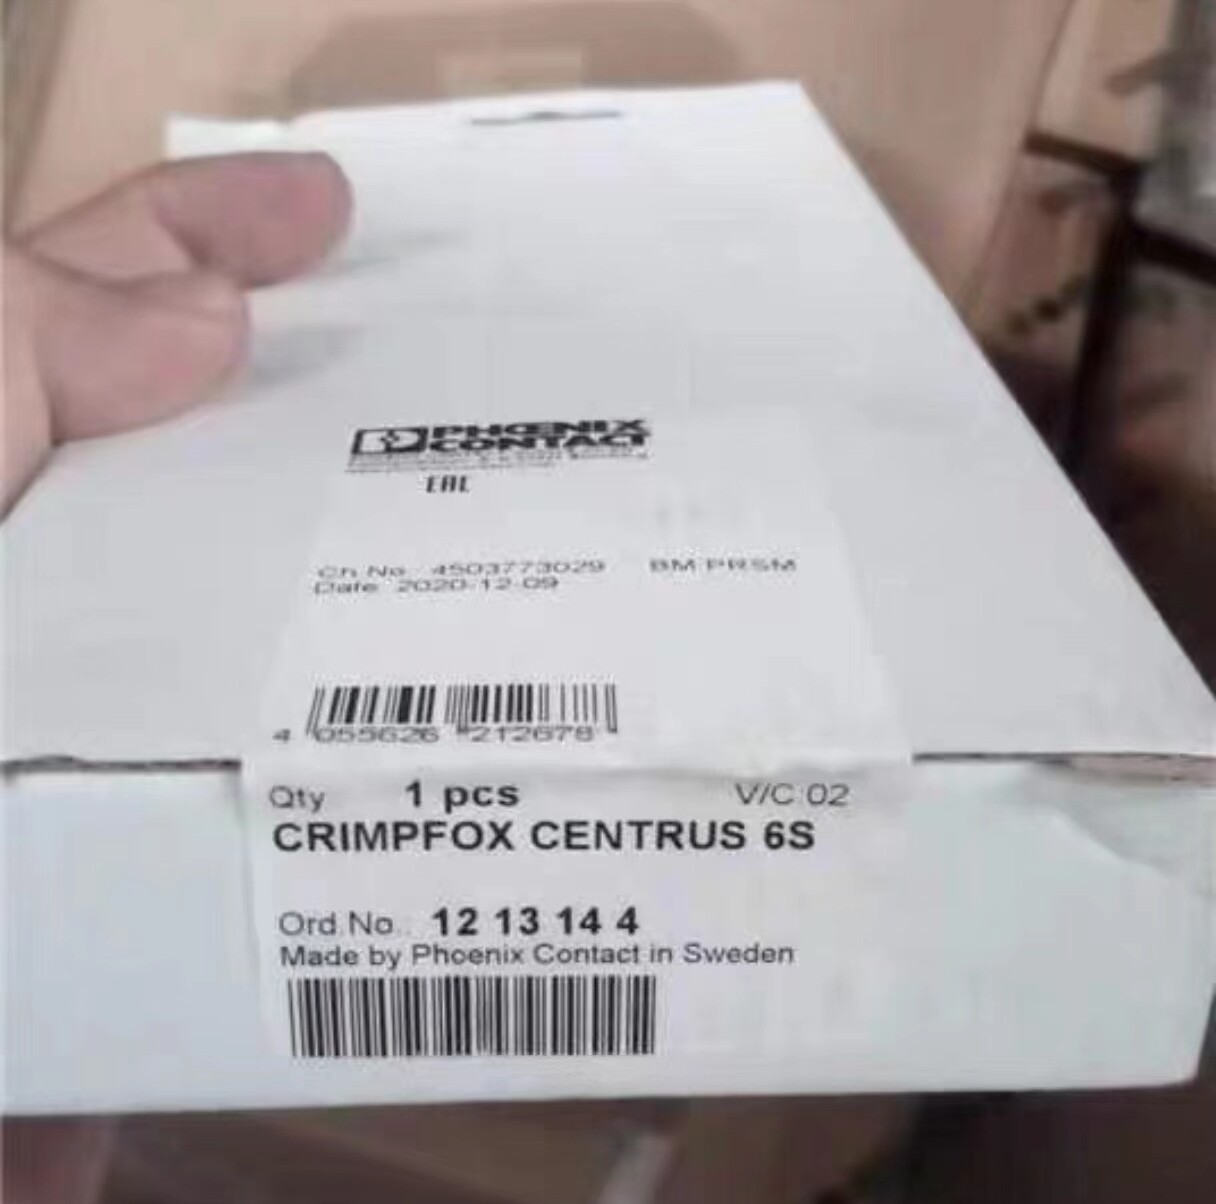 PHŒNIX
CONTACT
EAC
Ch No. 4503773029 BM PRSM
Date 2020-12-09
4 055626 212678
Qty 1 pcs V/C 02
CRIMPFOX CENTRUS 6S
Ord.No.: 12 13 14 4
Made by Phoenix Contact in Sweden